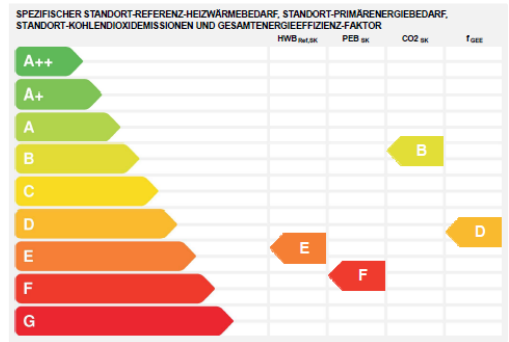 SPEZIFISCHER STANDORT-REFERENZ-HEIZWÄRMEBEDARF, STANDORT-PRIMÄRENERGIEBEDARF,
STANDORT-KOHLENDIOXIDEMISSIONEN UND GESAMTENERGIEEFFIZIENZ-FAKTOR
HWB Ref,SK PEB SK CO2 SK f GEE
A++
A+
A
B B
C
D D
E E
F F
G